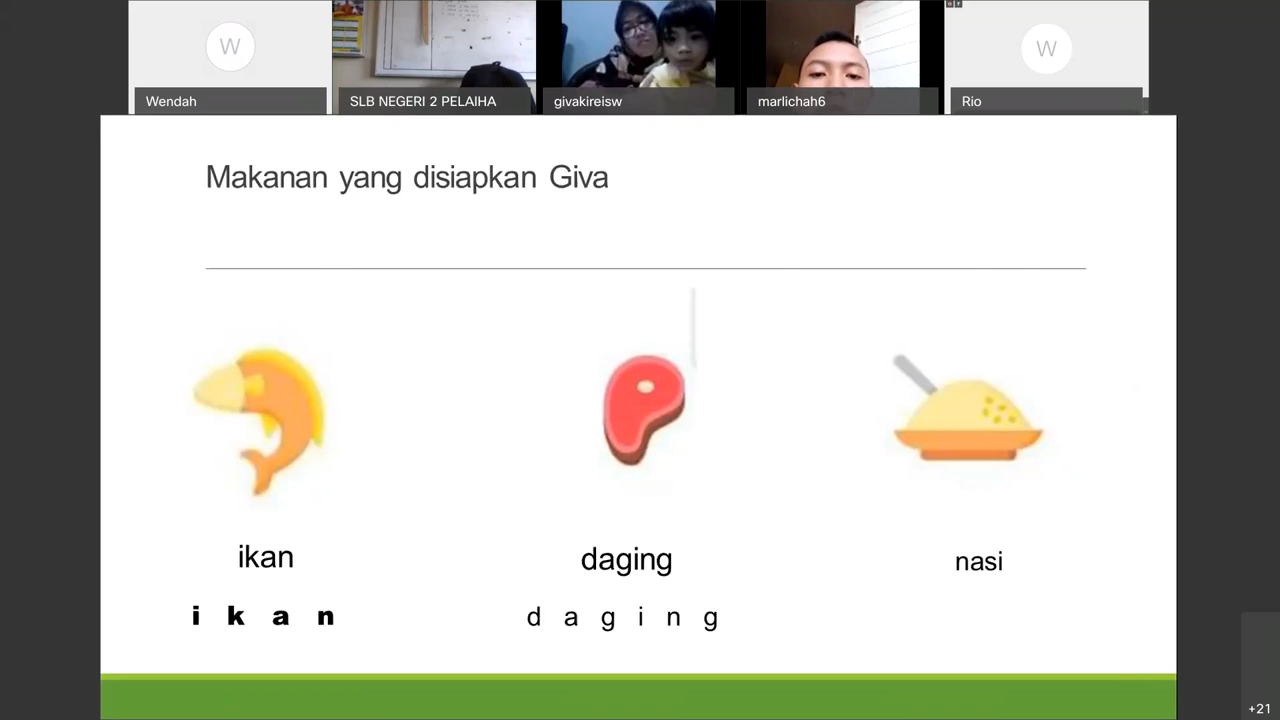 W
Wendah
SLB NEGERI 2 PELAIHA
givakireisw
marlichah6
W
Rio
Makanan yang disiapkan Giva
ikan
daging
nasi
i k a n
d a g i n g
+21